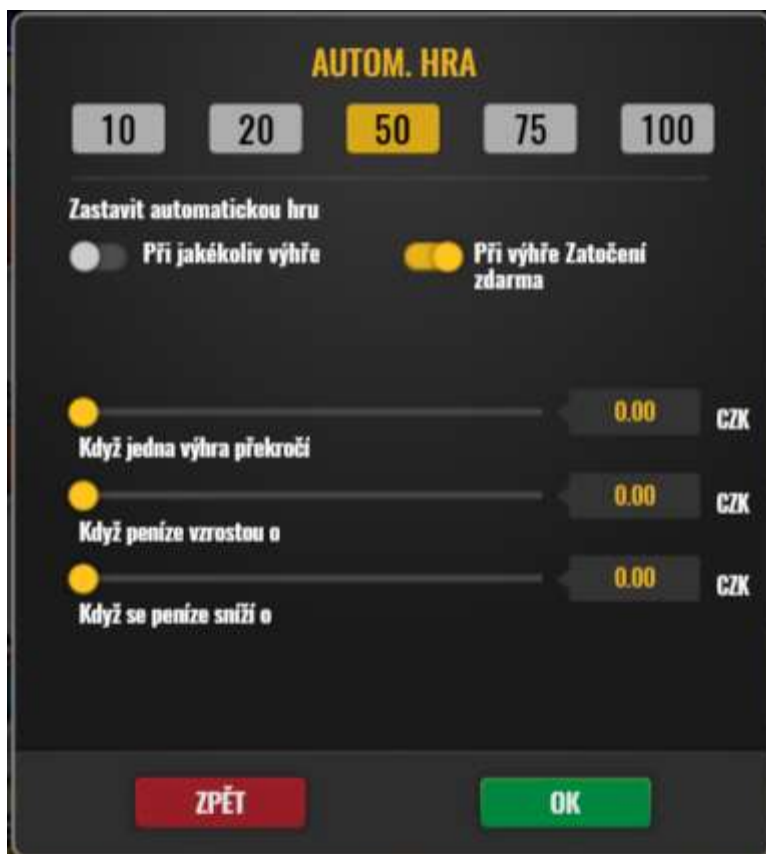 AUTOM. HRA
10 20 50 75 100
Zastavit automatickou hru
Při jakékoliv výhře
Při výhře Zatočení
zdarma
0.00 CZK
Když jedna výhra překročí
0.00 CZK
Když peníze vzrostou o
0.00 CZK
Když se peníze sníží o
ZPĚT OK